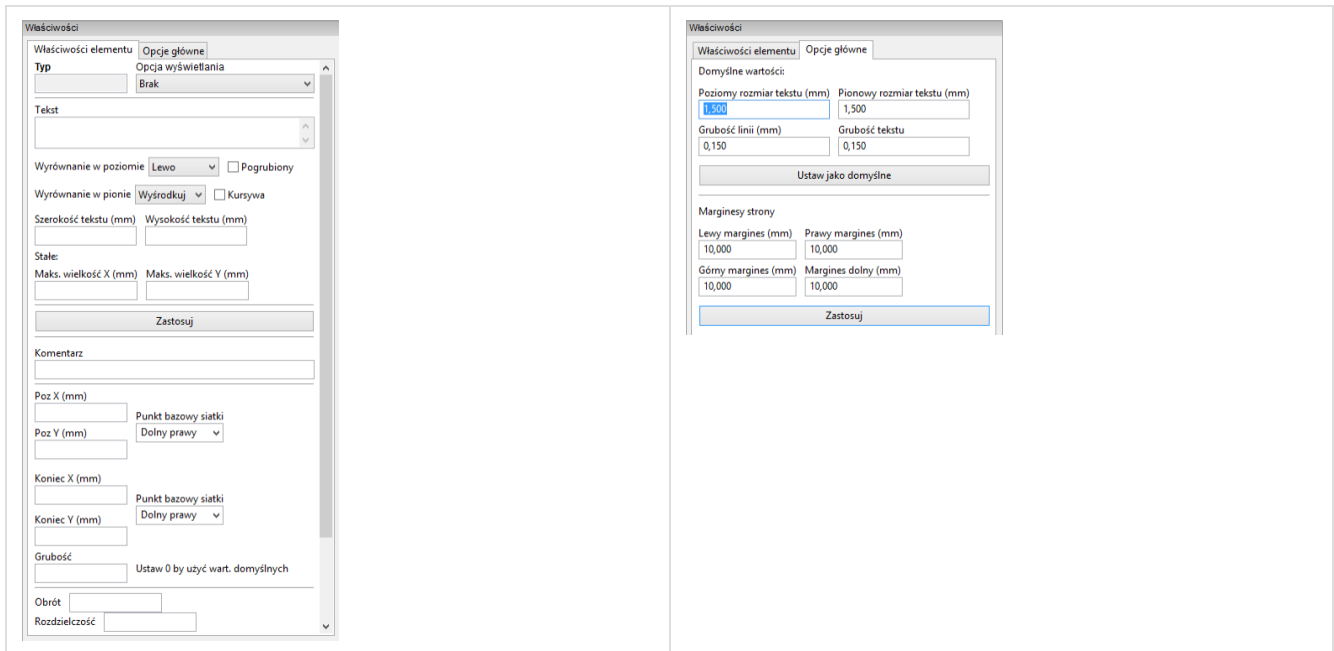 Właściwości
Właściwości elementu Opcje główne
Typ Opcja wyświetlania
Brak
Tekst
Wyrównanie w poziomie Lewo Pogrubiony
Wyrównanie w pionie Wyśrodkuj Kursywa
Szerokość tekstu (mm) Wysokość tekstu (mm)
Stałe:
Maks. wielkość X (mm) Maks. wielkość Y (mm)
Zastosuj
Komentarz
Poz X (mm)
Punkt bazowy siatki
Poz Y (mm) Dolny prawy
Koniec X (mm)
Punkt bazowy siatki
Koniec Y (mm) Dolny prawy
Grubość
Ustaw 0 by użyć wart. domyślnych
Obrót
Rozdzielczość
Właściwości
Właściwości elementu Opcje główne
Domyślne wartości:
Poziomy rozmiar tekstu (mm) Pionowy rozmiar tekstu (mm)
1,500 1,500
Grubość linii (mm) Grubość tekstu
0,150 0,150
Ustaw jako domyślne
Marginesy strony
Lewy margines (mm) Prawy margines (mm)
10,000 10,000
Górny margines (mm) Margines dolny (mm)
10,000 10,000
Zastosuj